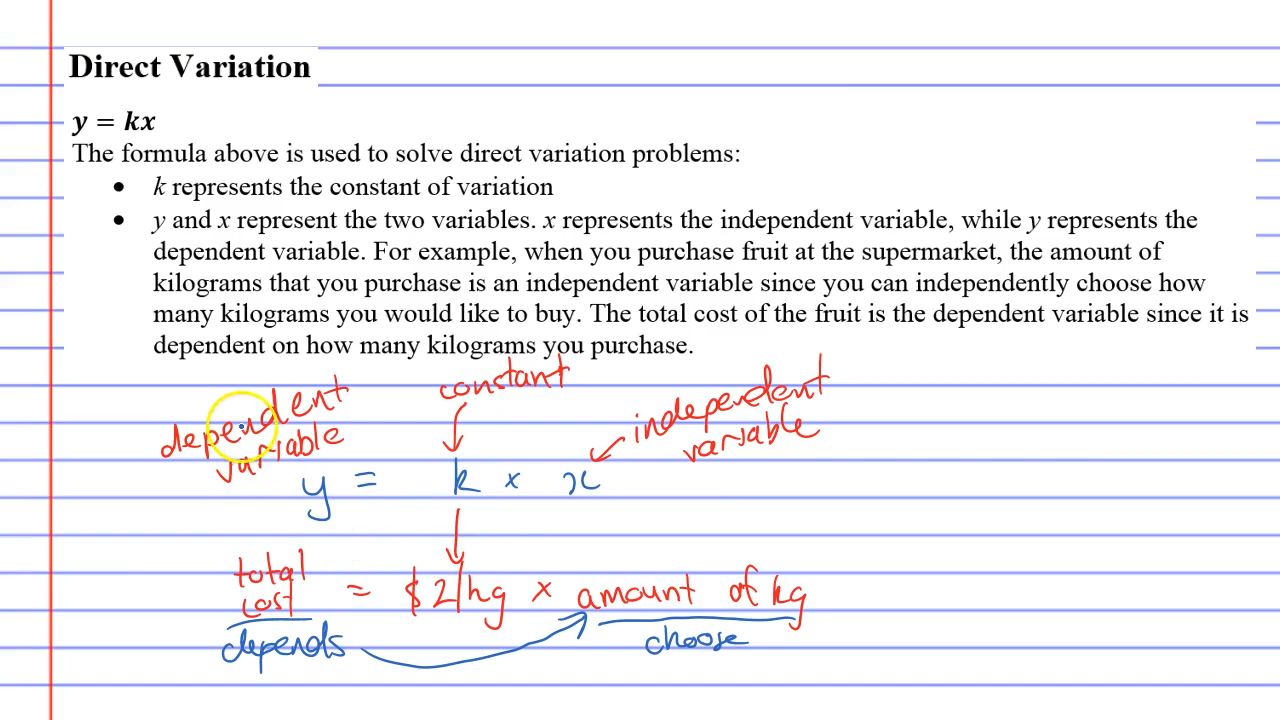 Direct Variation
y = kx
The formula above is used to solve direct variation problems:
• k represents the constant of variation
• y and x represent the two variables. x represents the independent variable, while y represents the
dependent variable. For example, when you purchase fruit at the supermarket, the amount of
kilograms that you purchase is an independent variable since you can independently choose how
many kilograms you would like to buy. The total cost of the fruit is the dependent variable since it is
dependent on how many kilograms you purchase.
dependent
variable
constant
independent
variable
y = k × x
total
cost
= $2/kg × amount of kg
depends
choose